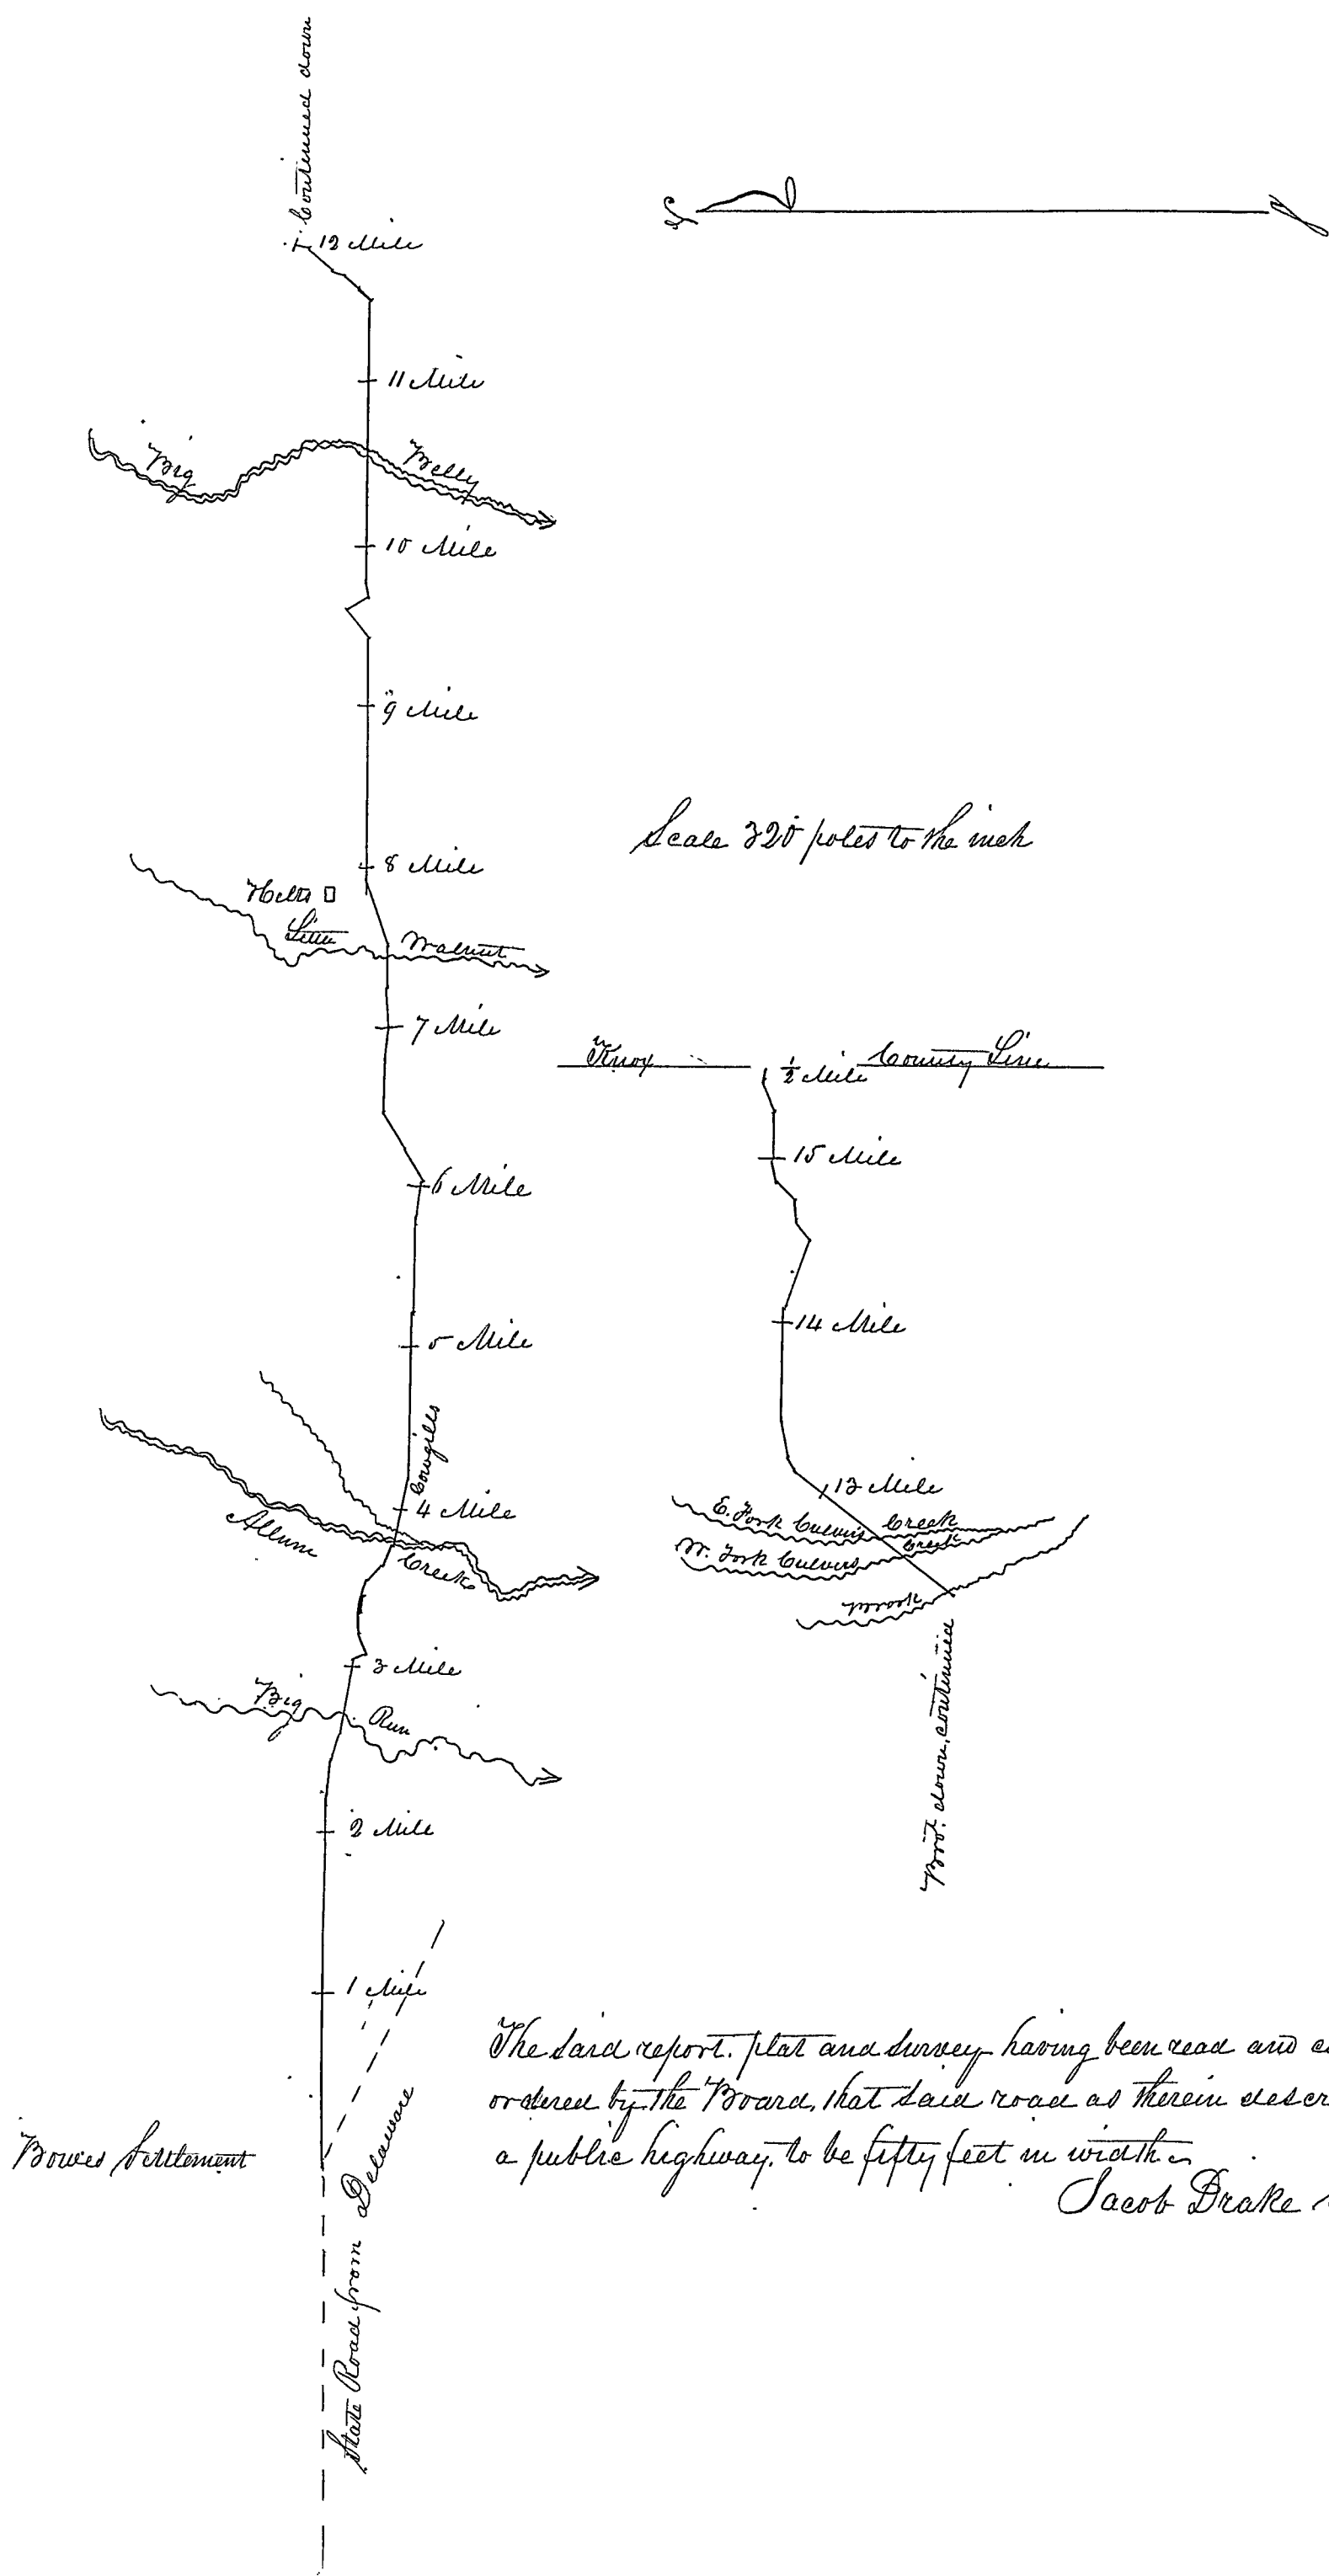 Continued down
12 Mile
11 Mile
Big Belly
10 Mile
9 Mile
Scale 320 poles to the inch
8 Mile
Little Walnut
7 Mile
Knox County Line
½ Mile
15 Mile
6 Mile
14 Mile
5 Mile
Cowgills
4 Mile
13 Mile
E. Fork Culvers Creek
W. Fork Culvers Creek
Allum Creek
Brook
3 Mile
Brot. down, continued
Big Run
2 Mile
1 Mile
The said report. plat and survey having been read and
ordered by the Board, that said road as therein descr
a public highway, to be fifty feet in width
Bowes Settlement
State Road from Delaware
Jacob Drake